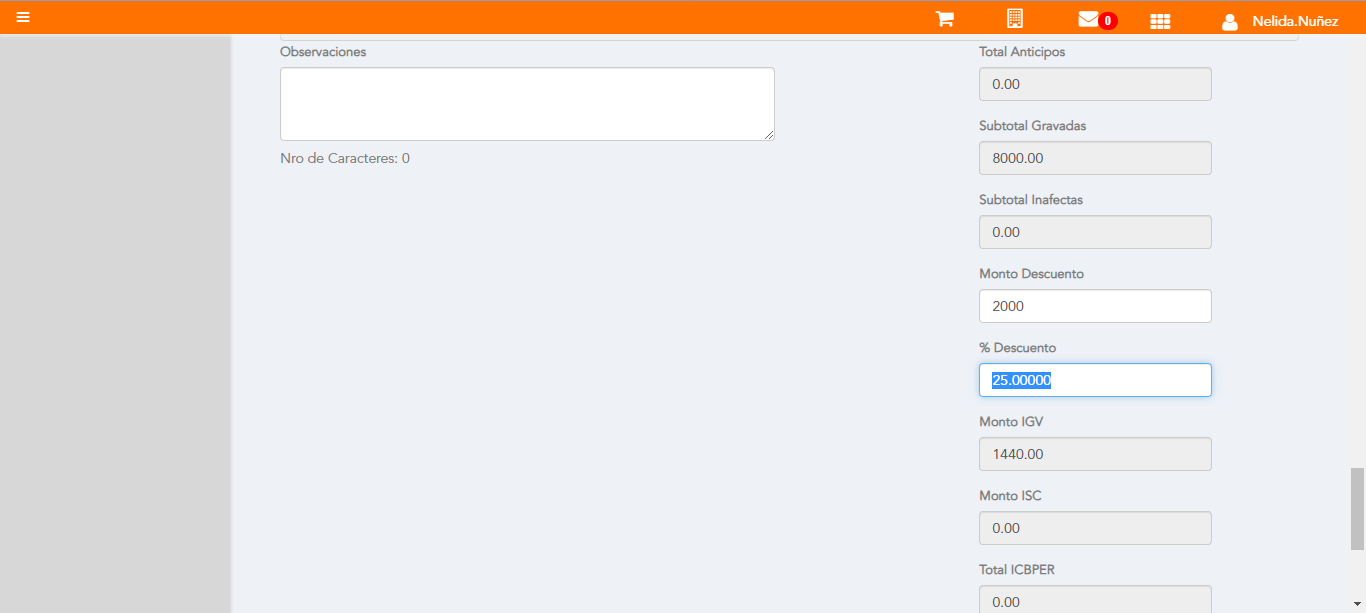 0
Nelida.Nuñez
Observaciones
Nro de Caracteres: 0
Total Anticipos
0.00
Subtotal Gravadas
8000.00
Subtotal Inafectas
0.00
Monto Descuento
2000
% Descuento
25.00000
Monto IGV
1440.00
Monto ISC
0.00
Total ICBPER
0.00